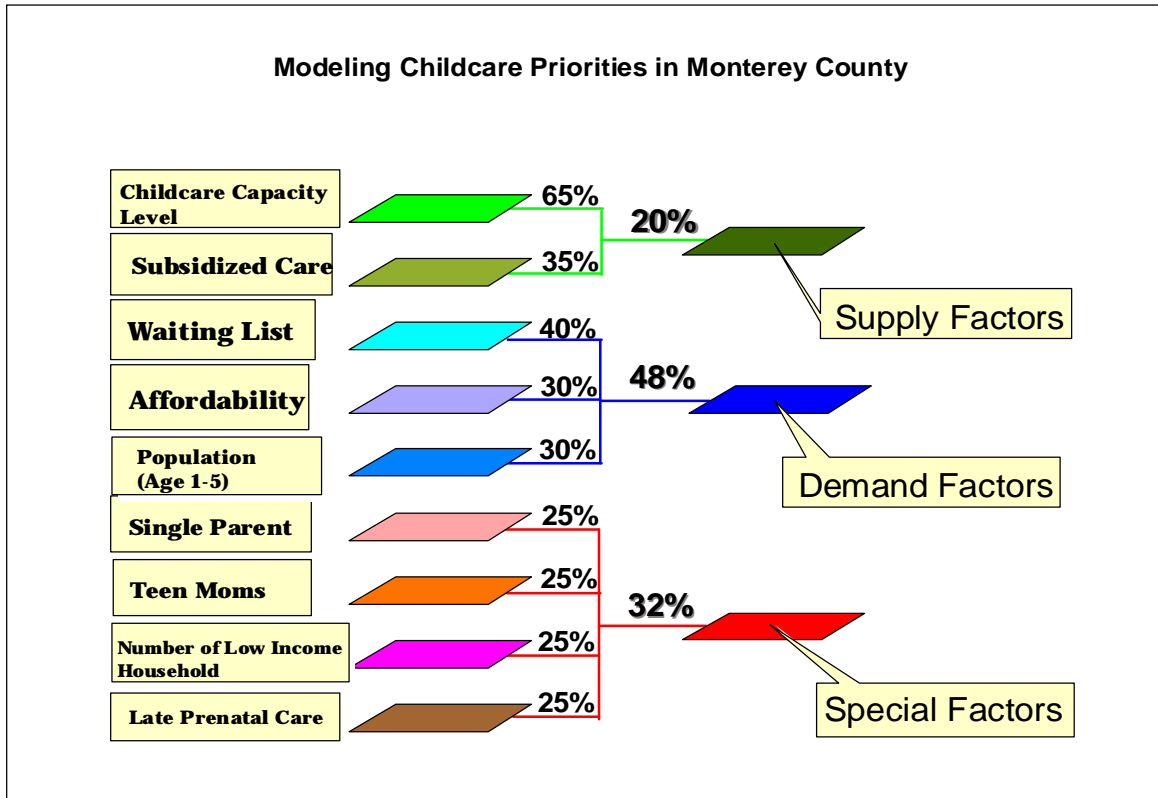 Modeling Childcare Priorities in Monterey County
Childcare Capacity
Level
65%
20%
Subsidized Care
35%
Supply Factors
Waiting List
40%
Affordability
30%
48%
Population
(Age 1-5)
30%
Demand Factors
Single Parent
25%
Teen Moms
25%
32%
Number of Low Income
Household
25%
Late Prenatal Care
25%
Special Factors